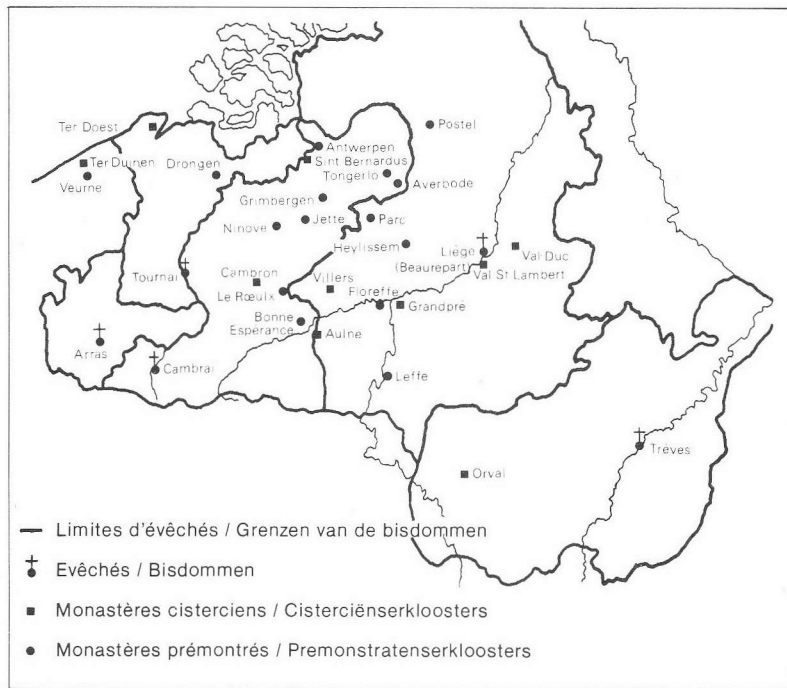 Ter Doest
Postel
Antwerpen
Ter Duinen
Drongen
Sint Bernardus
Tongerlo
Veurne
Averbode
Grimbergen
Jette
Parc
Ninove
Heylissem
Liège
(Beaurepart)
Val-Duc
Val St Lambert
Tournai
Cambron
Villers
Le Rœulx
Floreffe
Grandpré
Bonne
Espérance
Aulne
Arras
Cambrai
Leffe
Trèves
Orval
Limites d'évêchés / Grenzen van de bisdommen
Evêchés / Bisdommen
Monastères cisterciens / Cisterciënserkloosters
Monastères prémontrés / Premonstratenserkloosters